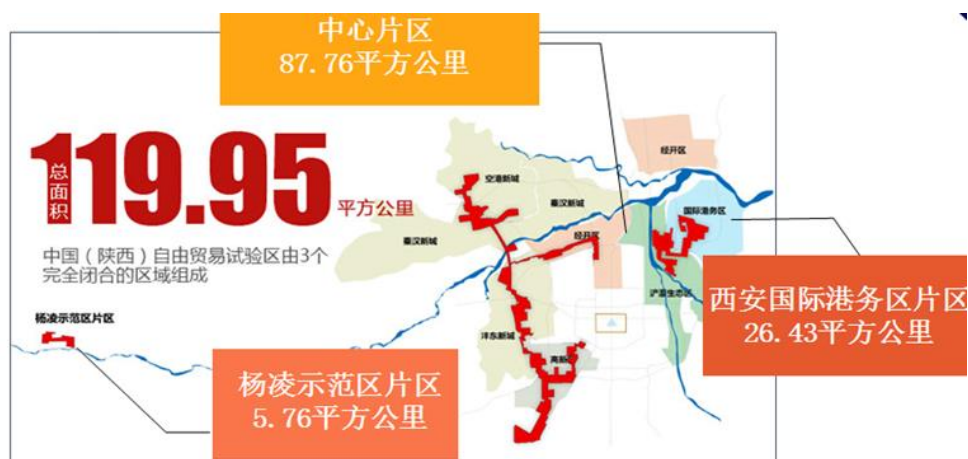 中心片区
87.76平方公里
总面积
119.95
平方公里
中国（陕西）自由贸易试验区由3个
完全闭合的区域组成
经开区
空港新城
秦汉新城
国际港务区
秦汉新城
经开区
浐灞生态区
西安国际港务区片区
26.43平方公里
杨凌示范区片区
沣东新城
高新
杨凌示范区片区
5.76平方公里